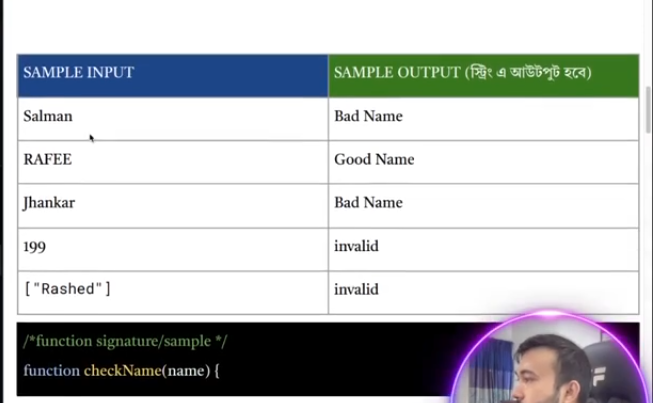 SAMPLE INPUT SAMPLE OUTPUT (স্ট্রিং এ আউটপুট হবে)
Salman Bad Name
RAFEE Good Name
Jhankar Bad Name
199 invalid
["Rashed"] invalid
/*function signature/sample */
function checkName(name) {
F